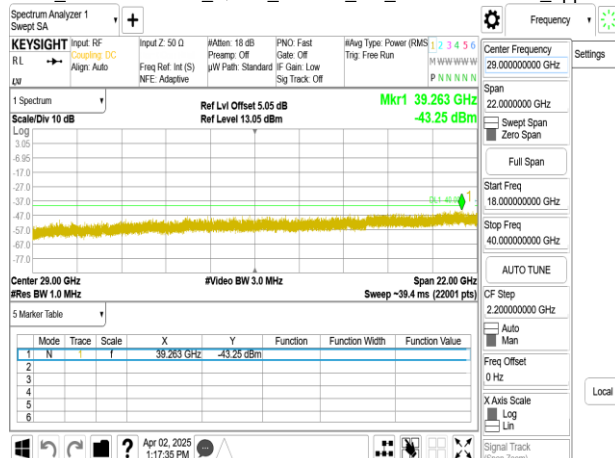 Spectrum Analyzer 1
Swept SA
Frequency
KEYSIGHT
RL
Input: RF
Coupling: DC
Align: Auto
Input Z: 50 Ω
Freq Ref: Int (S)
NFE: Adaptive
#Atten: 18 dB
Preamp: Off
µW Path: Standard
PNO: Fast
Gate: Off
IF Gain: Low
Sig Track: Off
#Avg Type: Power (RMS
Trig: Free Run
1 2 3 4 5 6
M W W W W W
P N N N N N
1 Spectrum
Scale/Div 10 dB
Ref Lvl Offset 5.05 dB
Ref Level 13.05 dBm
Mkr1 39.263 GHz
-43.25 dBm
Log
3.05
-6.95
-17.0
-27.0
-37.0
-47.0
-57.0
-67.0
-77.0
1
Center 29.00 GHz
#Res BW 1.0 MHz
#Video BW 3.0 MHz
Span 22.00 GHz
Sweep ~39.4 ms (22001 pts)
5 Marker Table
Mode Trace Scale X Y Function Function Width Function Value
1 N 1 f 39.263 GHz -43.25 dBm
2
3
4
5
6
Apr 02, 2025
1:17:35 PM
Center Frequency
29.000000000 GHz
Settings
Span
22.0000000 GHz
Swept Span
Zero Span
Full Span
Start Freq
18.000000000 GHz
Stop Freq
40.000000000 GHz
AUTO TUNE
CF Step
2.200000000 GHz
Auto
Man
Freq Offset
0 Hz
X Axis Scale
Log
Lin
Local
Signal Track
(Span Zoom)